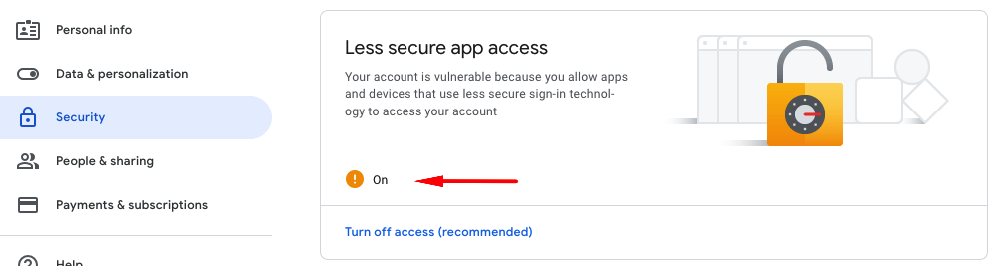 Personal info
Data & personalization
Security
People & sharing
Payments & subscriptions
Help
Less secure app access
Your account is vulnerable because you allow apps
and devices that use less secure sign-in technol-
ogy to access your account
On
Turn off access (recommended)